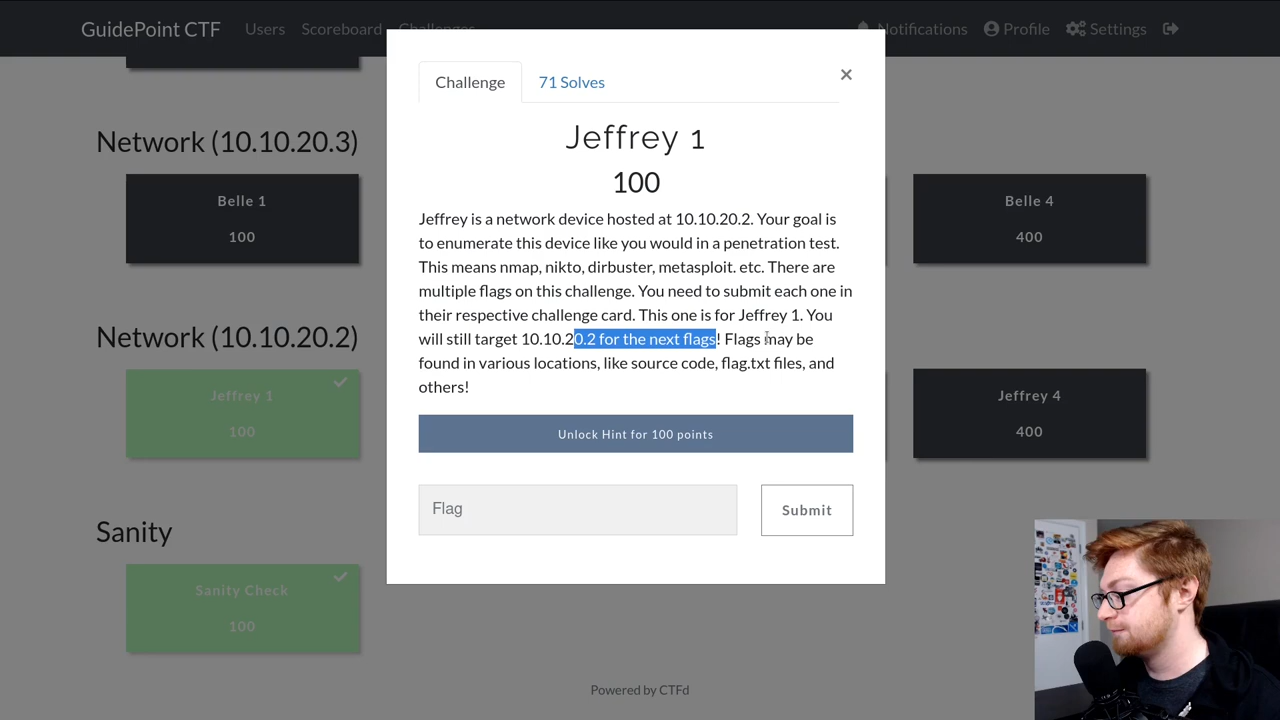 GuidePoint CTF
Users
Scoreboard
Challenges
Notifications
Profile
Settings
Challenge
71 Solves
×
Jeffrey 1
100
Jeffrey is a network device hosted at 10.10.20.2. Your goal is
to enumerate this device like you would in a penetration test.
This means nmap, nikto, dirbuster, metasploit. etc. There are
multiple flags on this challenge. You need to submit each one in
their respective challenge card. This one is for Jeffrey 1. You
will still target 10.10.20.2 for the next flags! Flags may be
found in various locations, like source code, flag.txt files, and
others!
Unlock Hint for 100 points
Flag
Submit
Network (10.10.20.3)
Belle 1
100
Belle 4
400
Network (10.10.20.2)
Jeffrey 1
100
Jeffrey 4
400
Sanity
Sanity Check
100
Powered by CTFd